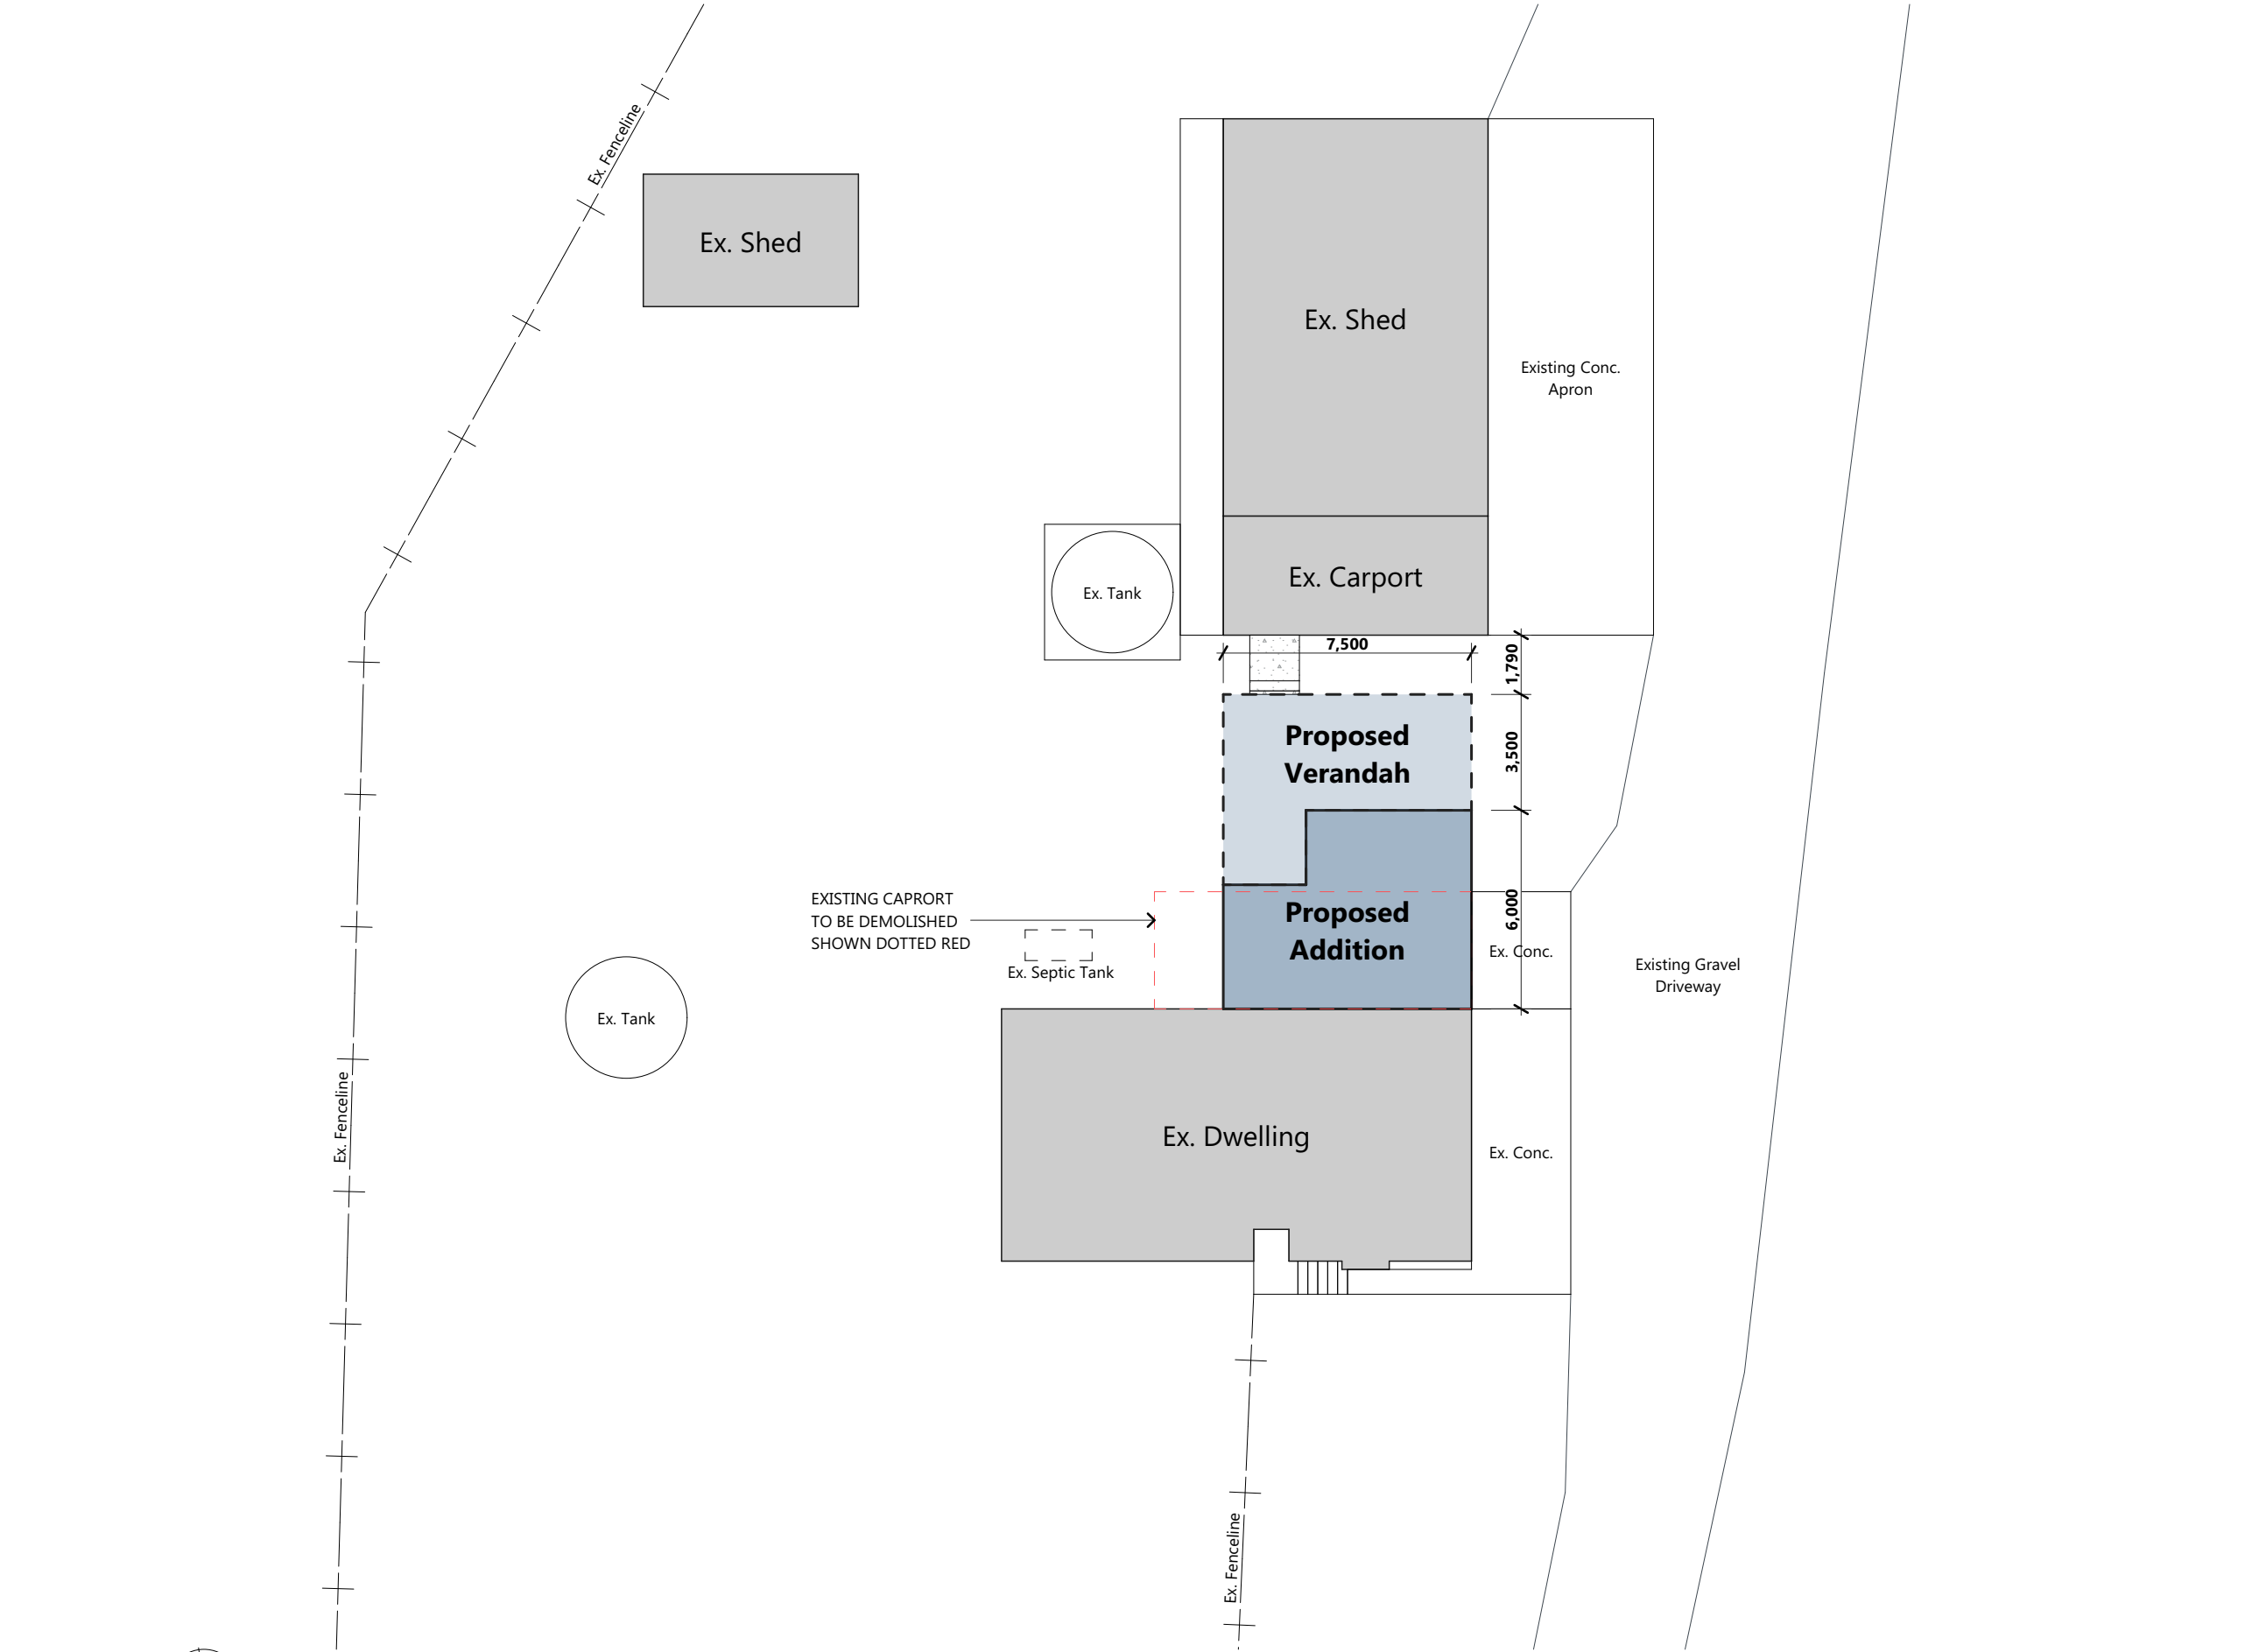 Ex. Fenceline
Ex. Shed
Ex. Shed
Existing Conc.
Apron
Ex. Carport
Ex. Tank
7,500
1,790
Proposed
Verandah
3,500
EXISTING CAPRORT
TO BE DEMOLISHED
SHOWN DOTTED RED
Proposed
Addition
6,000
Ex. Conc.
Ex. Septic Tank
Existing Gravel
Driveway
Ex. Tank
Ex. Fenceline
Ex. Dwelling
Ex. Conc.
Ex. Fenceline